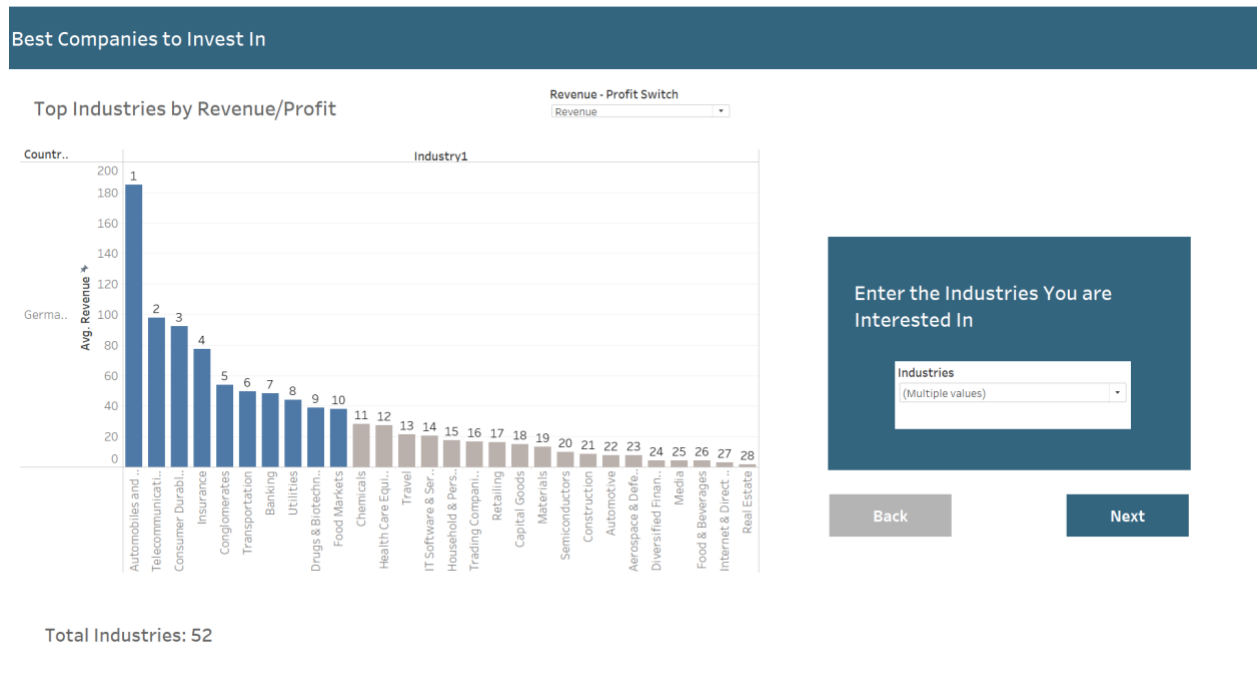 Best Companies to Invest In
Top Industries by Revenue/Profit
Revenue - Profit Switch
Revenue
Countr..
Industry1
Germa..
Avg. Revenue
200
180
160
140
120
100
80
60
40
20
0
1
2
3
4
5
6
7
8
9
10
11
12
13
14
15
16
17
18
19
20
21
22
23
24
25
26
27
28
Automobiles and ..
Telecommunicati..
Consumer Durabl..
Insurance
Conglomerates
Transportation
Banking
Utilities
Drugs & Biotechn..
Food Markets
Chemicals
Health Care Equi..
Travel
IT Software & Ser..
Household & Pers..
Trading Compani..
Retailing
Capital Goods
Materials
Semiconductors
Construction
Automotive
Aerospace & Defe..
Diversified Finan..
Media
Food & Beverages
Internet & Direct ..
Real Estate
Enter the Industries You are
Interested In
Industries
(Multiple values)
Back
Next
Total Industries: 52